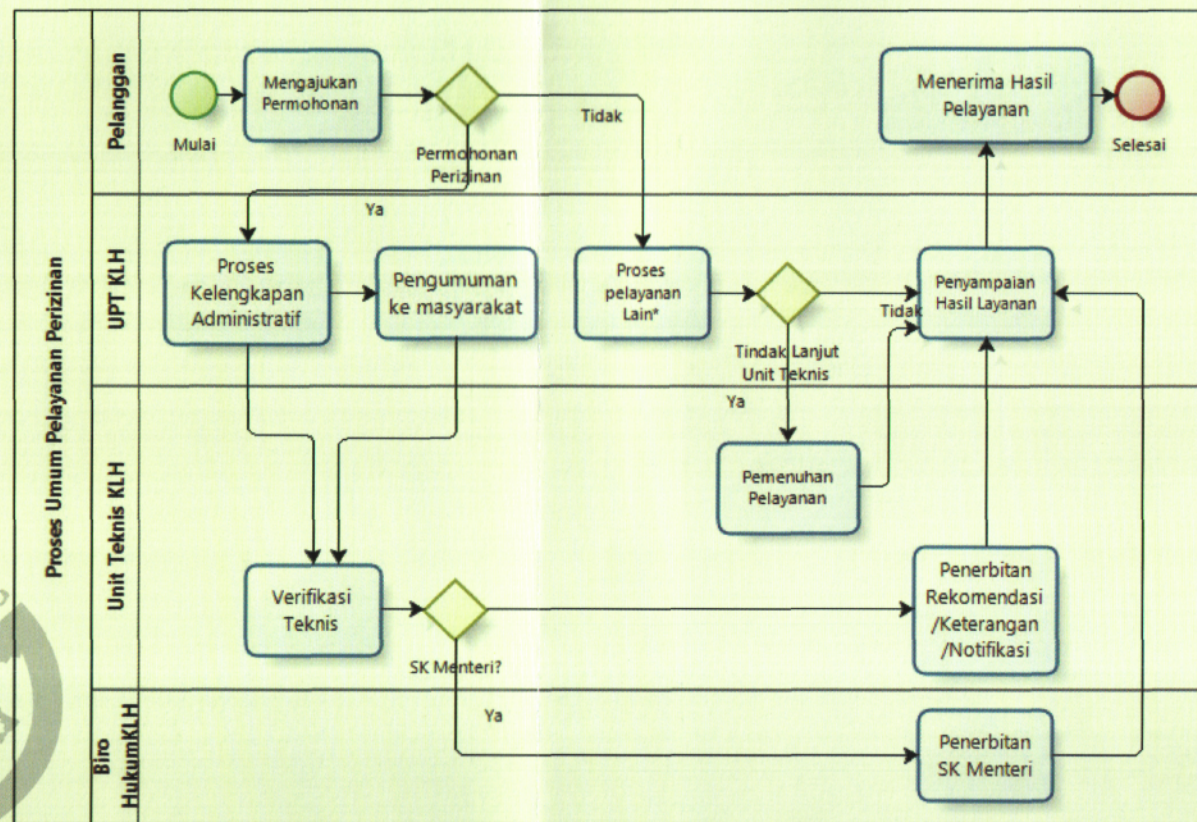 Proses Umum Pelayanan Perizinan
Pelanggan
Mulai
Mengajukan
Permohonan
Permohonan
Perizinan
Tidak
Ya
Menerima Hasil
Pelayanan
Selesai
UPT KLH
Proses
Kelengkapan
Administratif
Pengumuman
ke masyarakat
Proses
pelayanan
Lain*
Tindak Lanjut
Unit Teknis
Tidak
Ya
Penyampaian
Hasil Layanan
Unit Teknis KLH
Pemenuhan
Pelayanan
Verifikasi
Teknis
SK Menteri?
Ya
Penerbitan
Rekomendasi
/Keterangan
/Notifikasi
Biro
HukumKLH
Penerbitan
SK Menteri